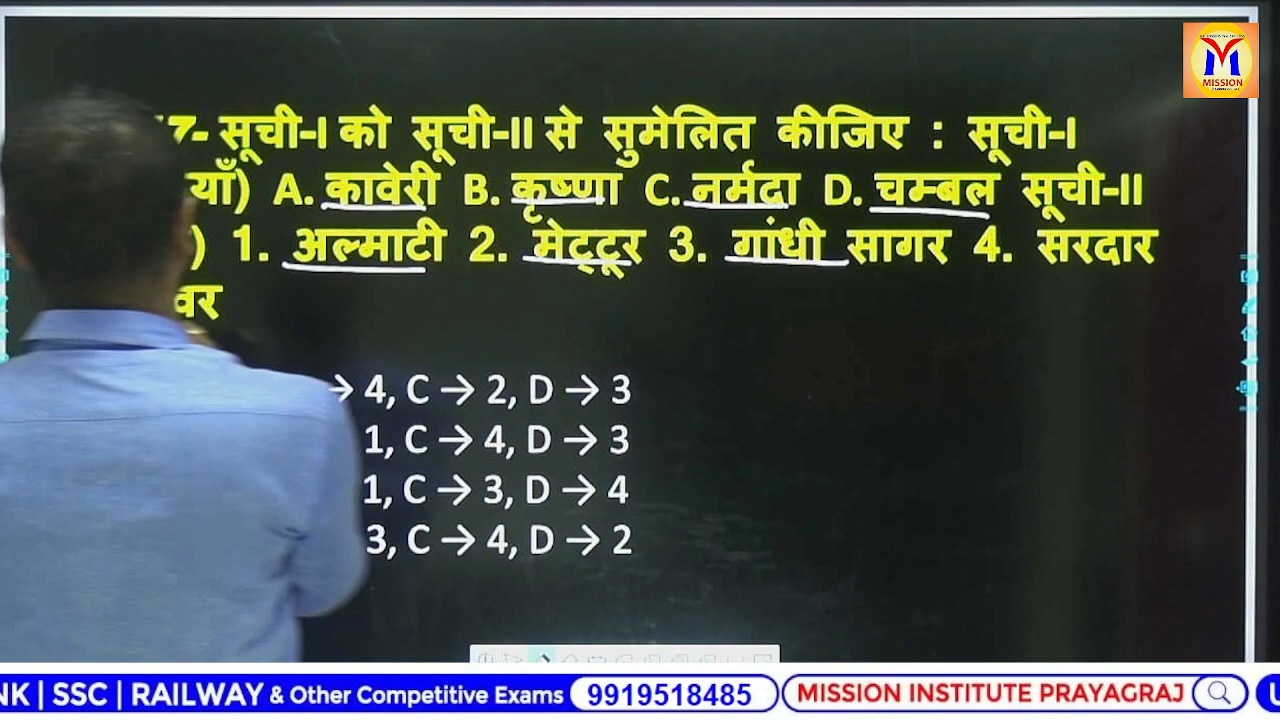 MISSION
7- सूची-I को सूची-II से सुमेलित कीजिए : सूची-I
याँ) A. कावेरी B. कृष्णा C. नर्मदा D. चम्बल सूची-II
) 1. अल्माटी 2. मेट्टूर 3. गांधी सागर 4. सरदार
वर
→ 4, C → 2, D → 3
1, C → 4, D → 3
1, C → 3, D → 4
3, C → 4, D → 2
NK | SSC | RAILWAY & Other Competitive Exams 9919518485 MISSION INSTITUTE PRAYAGRAJ